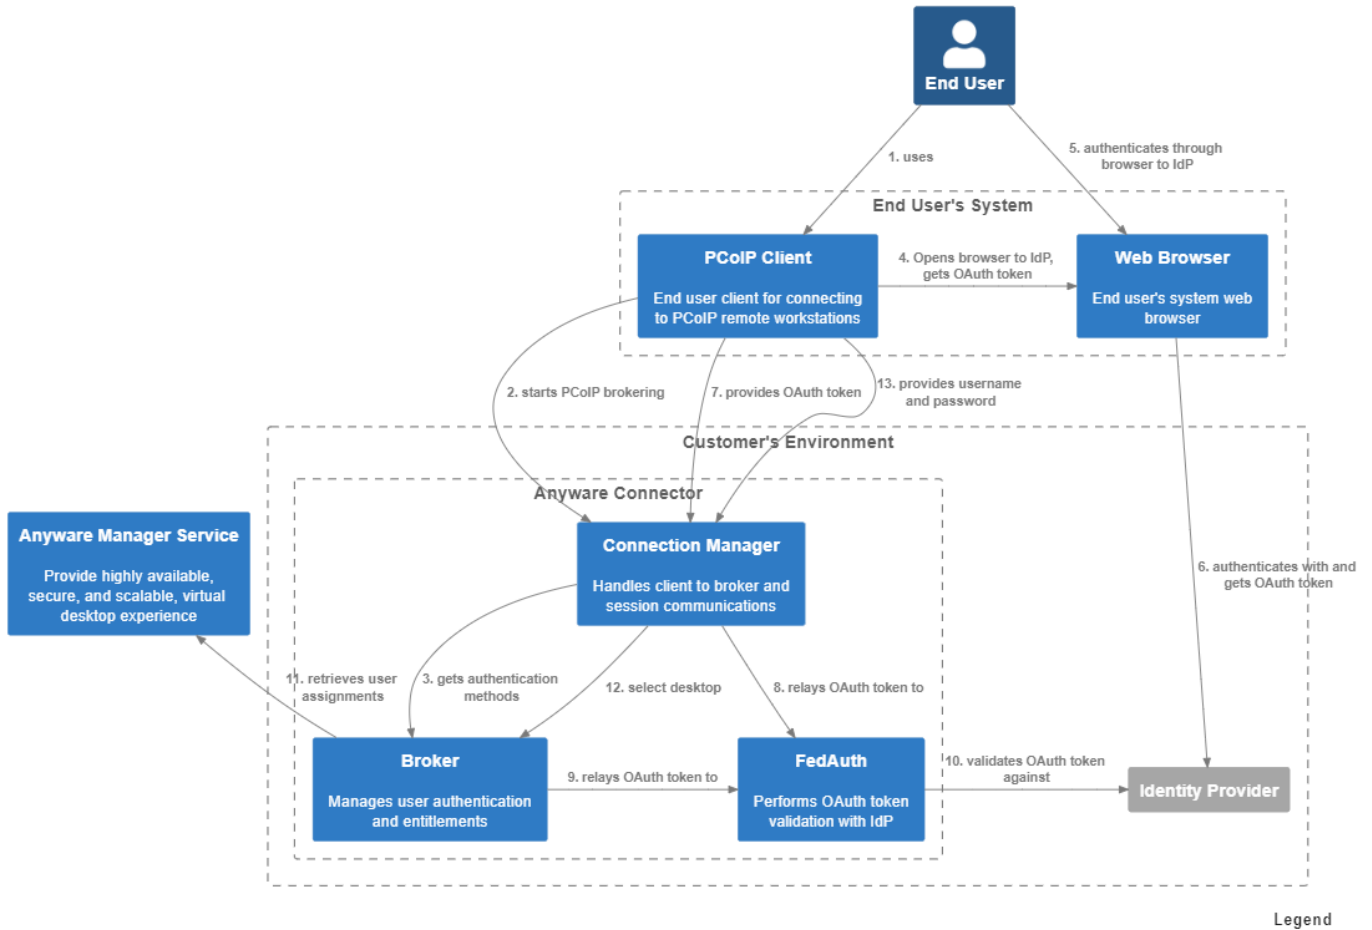 End User
1. uses
5. authenticates through
browser to IdP
End User's System
PCoIP Client
End user client for connecting
to PCoIP remote workstations
4. Opens browser to IdP,
gets OAuth token
Web Browser
End user's system web
browser
2. starts PCoIP brokering
7. provides OAuth token
13. provides username
and password
Customer's Environment
Anyware Connector
Anyware Manager Service
Provide highly available,
secure, and scalable, virtual
desktop experience
Connection Manager
Handles client to broker and
session communications
6. authenticates with and
gets OAuth token
11. retrieves user
assignments
3. gets authentication
methods
12. select desktop
8. relays OAuth token to
Broker
Manages user authentication
and entitlements
9. relays OAuth token to
FedAuth
Performs OAuth token
validation with IdP
10. validates OAuth token
against
Identity Provider
Legend